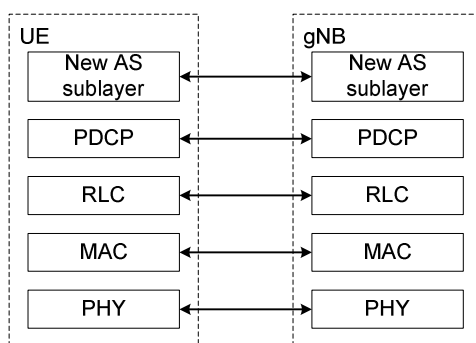 UE
gNB
New AS
sublayer
New AS
sublayer
PDCP
PDCP
RLC
RLC
MAC
MAC
PHY
PHY